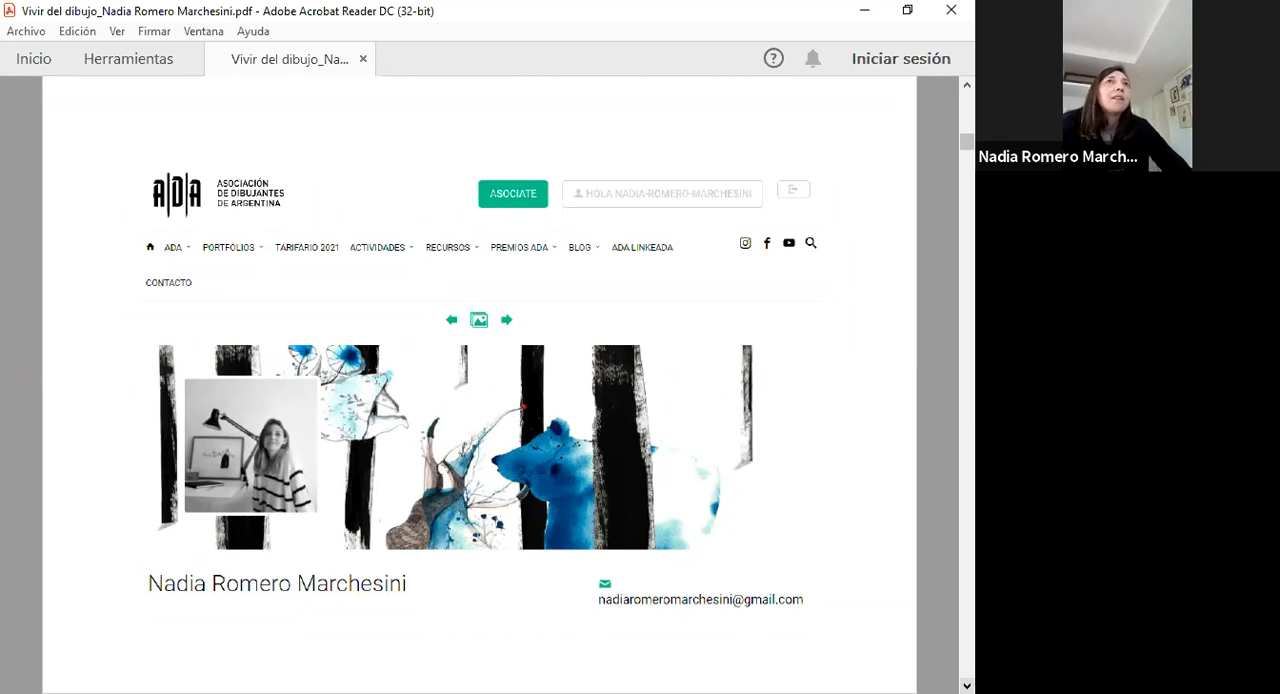 Vivir del dibujo_Nadia Romero Marchesini.pdf - Adobe Acrobat Reader DC (32-bit)
Archivo Edición Ver Firmar Ventana Ayuda
Inicio Herramientas Vivir del dibujo_Na... × ? Iniciar sesión
Nadia Romero March...
A|D|A ASOCIACIÓN
DE DIBUJANTES
DE ARGENTINA
ASOCIATE HOLA NADIA-ROMERO-MARCHESINI
ADA PORTFOLIOS TARIFARIO 2021 ACTIVIDADES RECURSOS PREMIOS ADA BLOG ADA LINKEADA
CONTACTO
Nadia Romero Marchesini
nadiaromeromarchesini@gmail.com